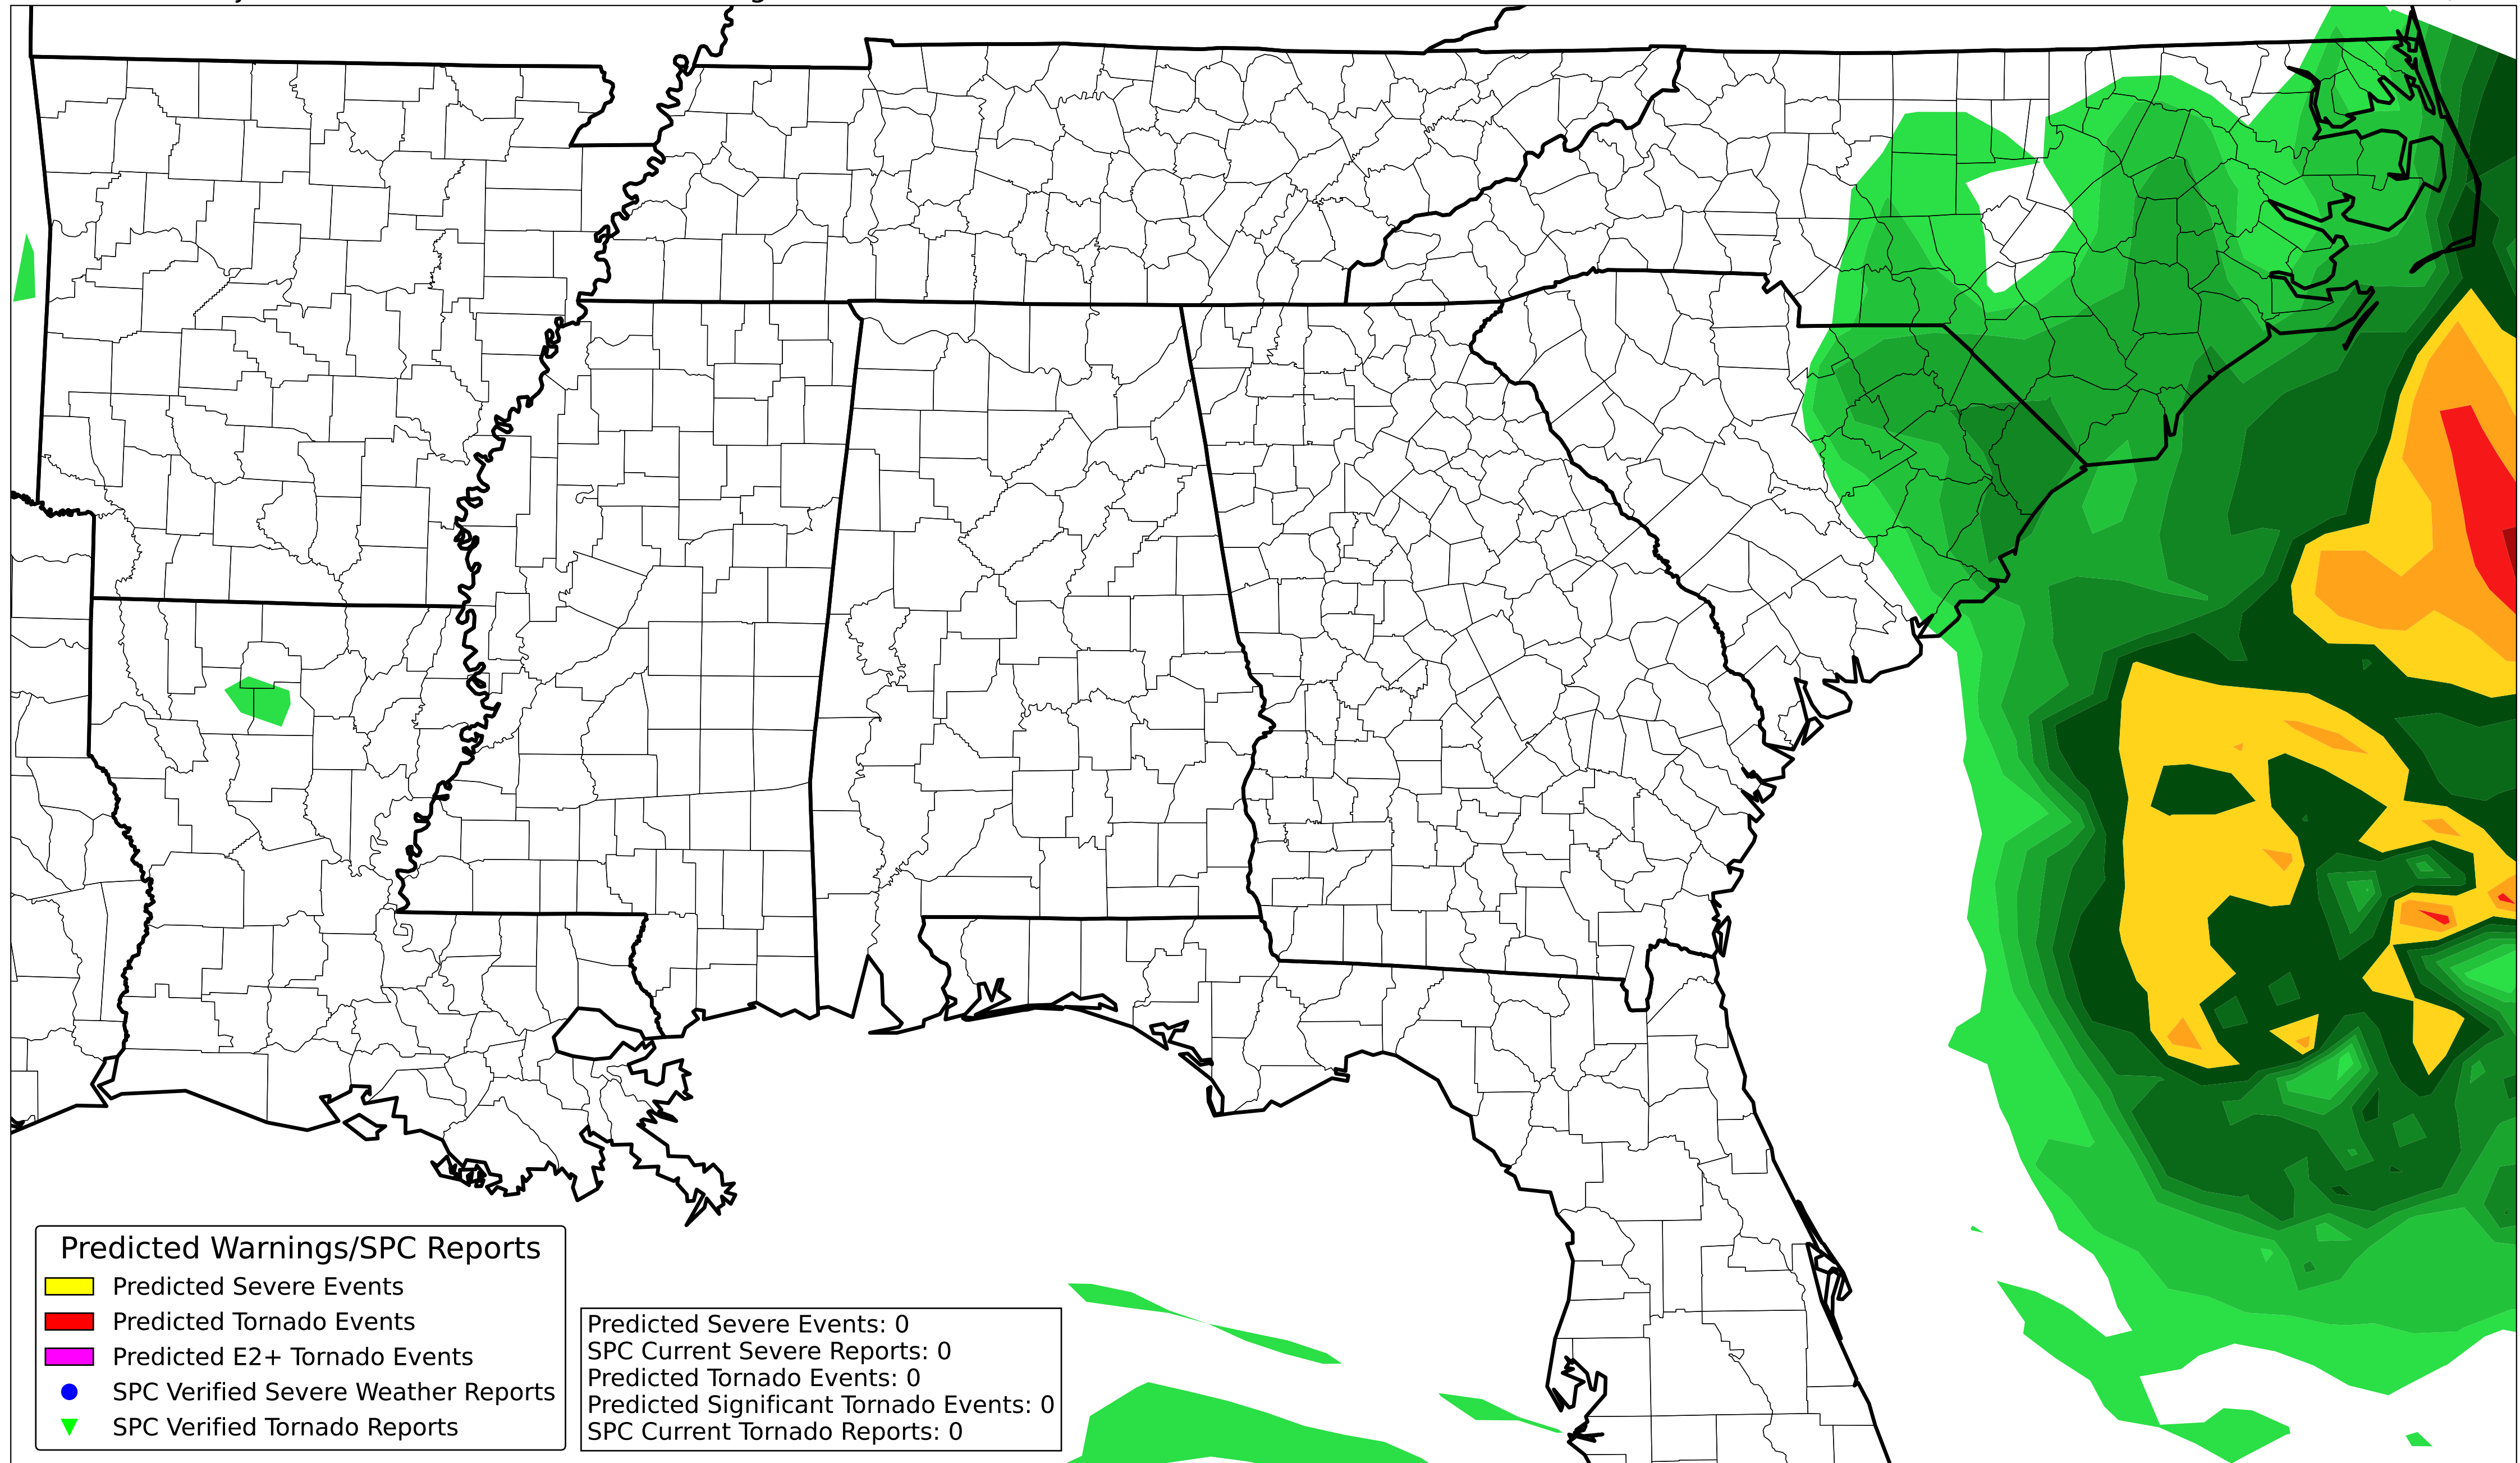 Predicted Warnings/SPC Reports
Predicted Severe Events
Predicted Tornado Events
Predicted E2+ Tornado Events
SPC Verified Severe Weather Reports
SPC Verified Tornado Reports
Predicted Severe Events: 0
SPC Current Severe Reports: 0
Predicted Tornado Events: 0
Predicted Significant Tornado Events: 0
SPC Current Tornado Reports: 0